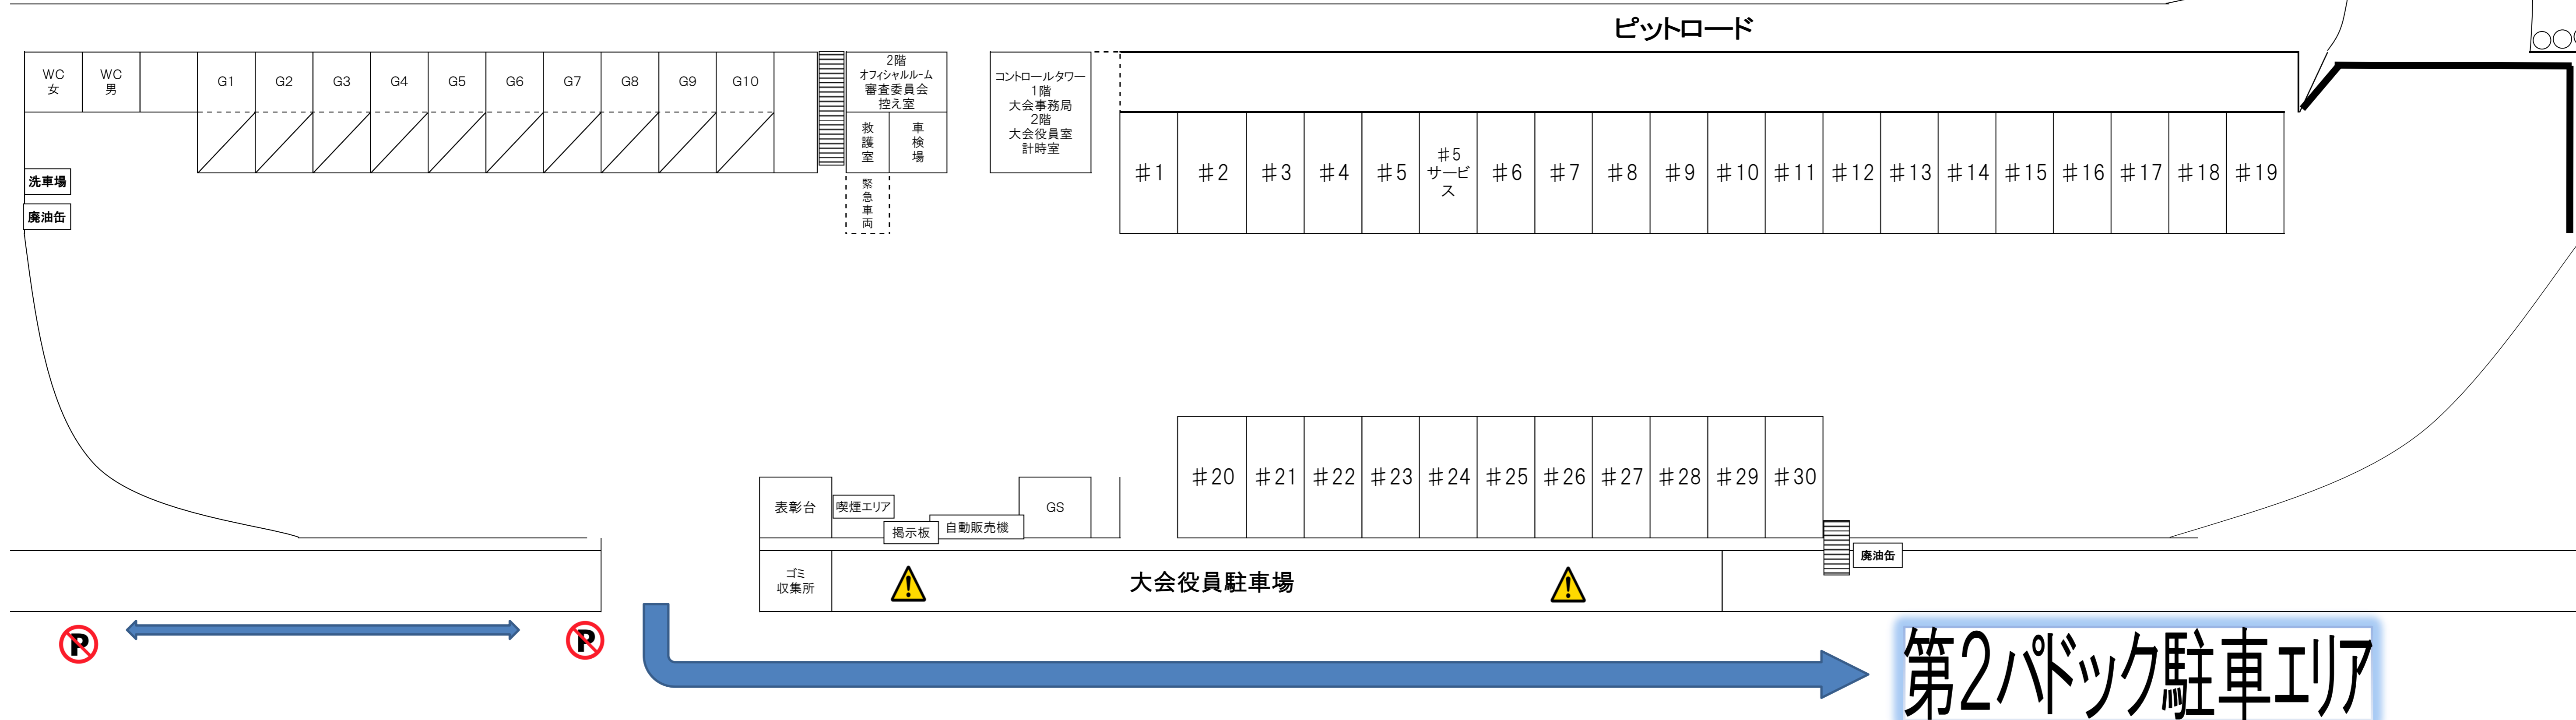 ピットロード
WC
女
WC
男
G1
G2
G3
G4
G5
G6
G7
G8
G9
G10
2階
オフィシャルルーム
審査委員会
控え室
救護室
車検場
緊急車両
コントロールタワー
1階
大会事務局
2階
大会役員室
計時室
#1
#2
#3
#4
#5
#5
サービ
ス
#6
#7
#8
#9
#10
#11
#12
#13
#14
#15
#16
#17
#18
#19
洗車場
廃油缶
#20
#21
#22
#23
#24
#25
#26
#27
#28
#29
#30
表彰台
喫煙エリア
掲示板
自動販売機
GS
廃油缶
ゴミ
収集所
大会役員駐車場
P
P
第2パドック駐車エリア